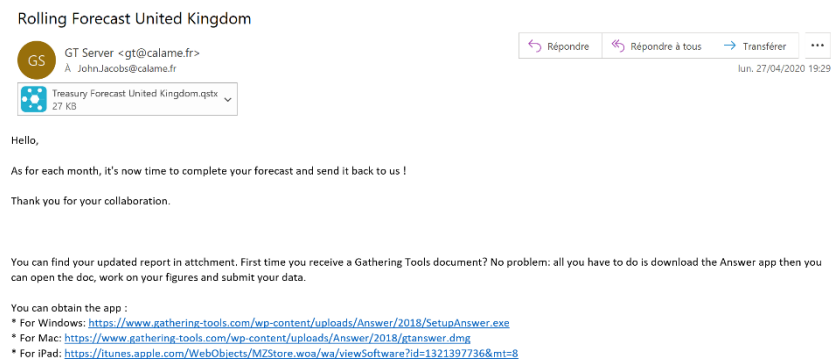 Rolling Forecast United Kingdom
GS
GT Server <gt@calame.fr>
À John.Jacobs@calame.fr
Répondre
Répondre à tous
Transférer
...
lun. 27/04/2020 19:29
Treasury Forecast United Kingdom.qstx
27 KB
Hello,
As for each month, it's now time to complete your forecast and send it back to us !
Thank you for your collaboration.
You can find your updated report in attchment. First time you receive a Gathering Tools document? No problem: all you have to do is download the Answer app then you
can open the doc, work on your figures and submit your data.
You can obtain the app :
* For Windows: https://www.gathering-tools.com/wp-content/uploads/Answer/2018/SetupAnswer.exe
* For Mac: https://www.gathering-tools.com/wp-content/uploads/Answer/2018/gtanswer.dmg
* For iPad: https://itunes.apple.com/WebObjects/MZStore.woa/wa/viewSoftware?id=1321397736&mt=8